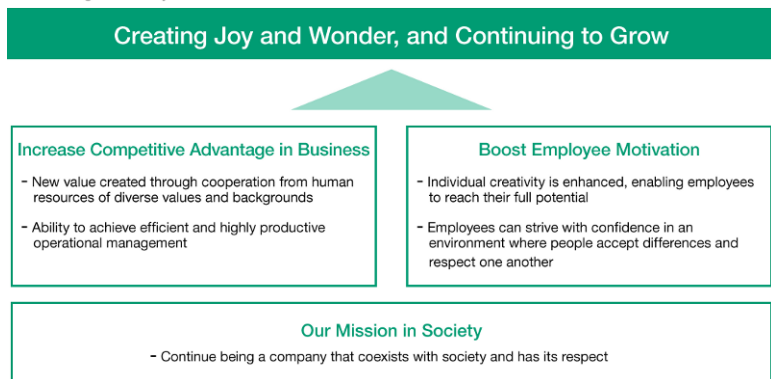 Creating Joy and Wonder, and Continuing to Grow
Increase Competitive Advantage in Business
- New value created through cooperation from human
resources of diverse values and backgrounds
- Ability to achieve efficient and highly productive
operational management
Boost Employee Motivation
- Individual creativity is enhanced, enabling employees
to reach their full potential
- Employees can strive with confidence in an
environment where people accept differences and
respect one another
Our Mission in Society
- Continue being a company that coexists with society and has its respect